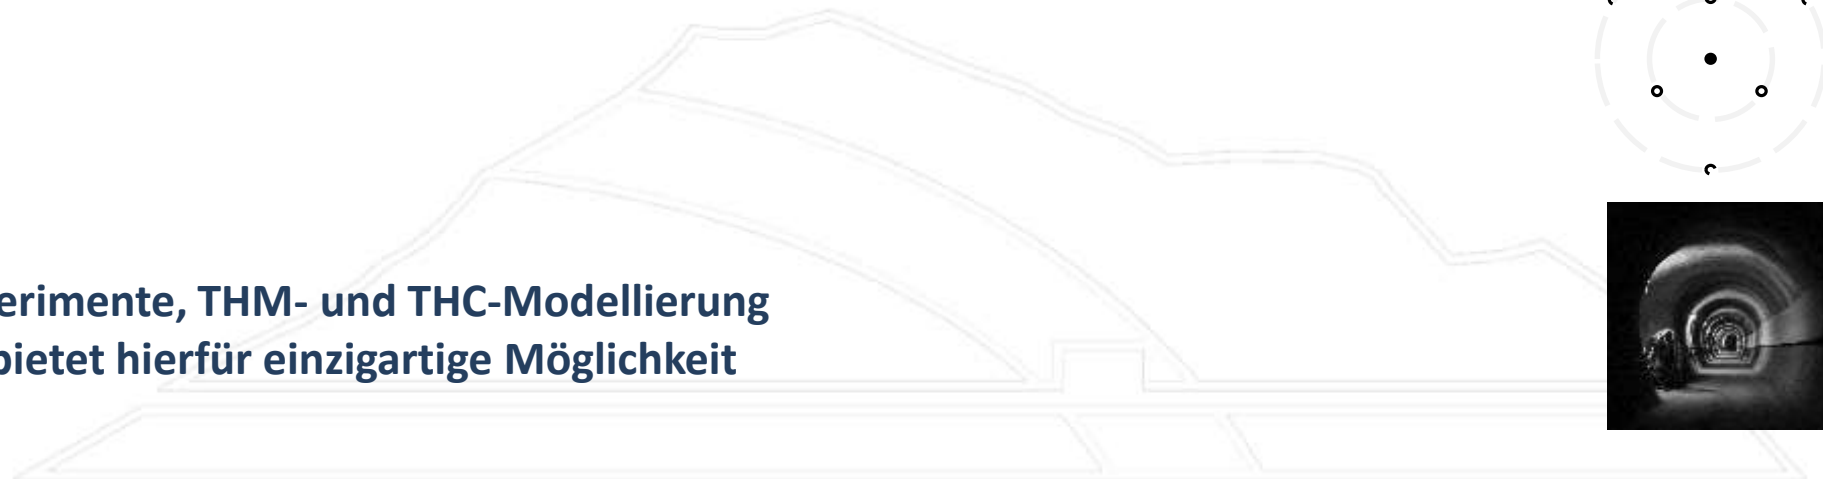 erimente, THM- und THC-Modellierung
bietet hierfür einzigartige Möglichkeit